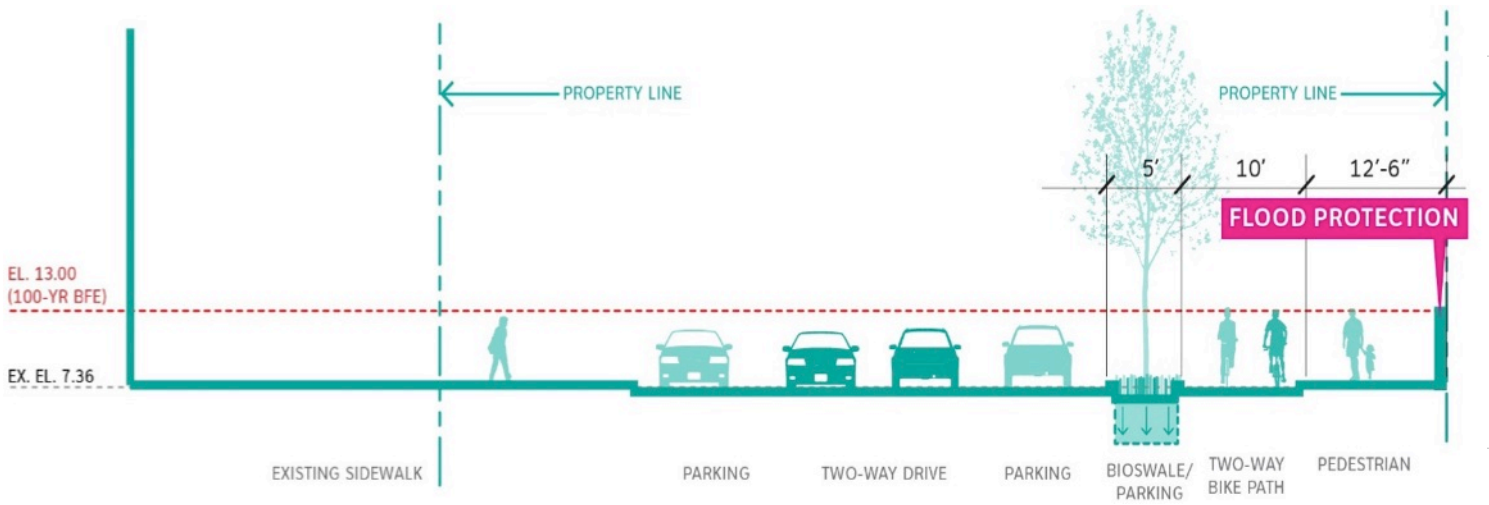 PROPERTY LINE
PROPERTY LINE
5'
10'
12'-6"
FLOOD PROTECTION
EL. 13.00
(100-YR BFE)
EX. EL. 7.36
EXISTING SIDEWALK
PARKING
TWO-WAY DRIVE
PARKING
BIOSWALE/
PARKING
TWO-WAY
BIKE PATH
PEDESTRIAN